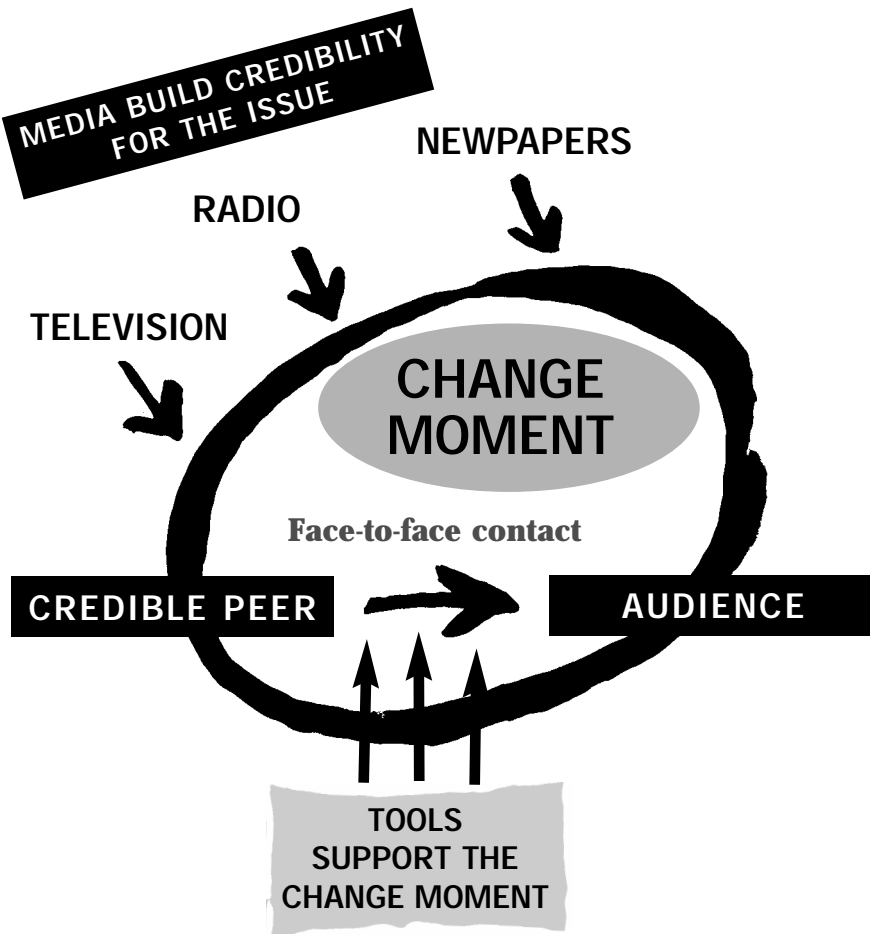 MEDIA BUILD CREDIBILITY
FOR THE ISSUE
NEWPAPERS
RADIO
TELEVISION
CHANGE
MOMENT
Face-to-face contact
CREDIBLE PEER
AUDIENCE
TOOLS
SUPPORT THE
CHANGE MOMENT